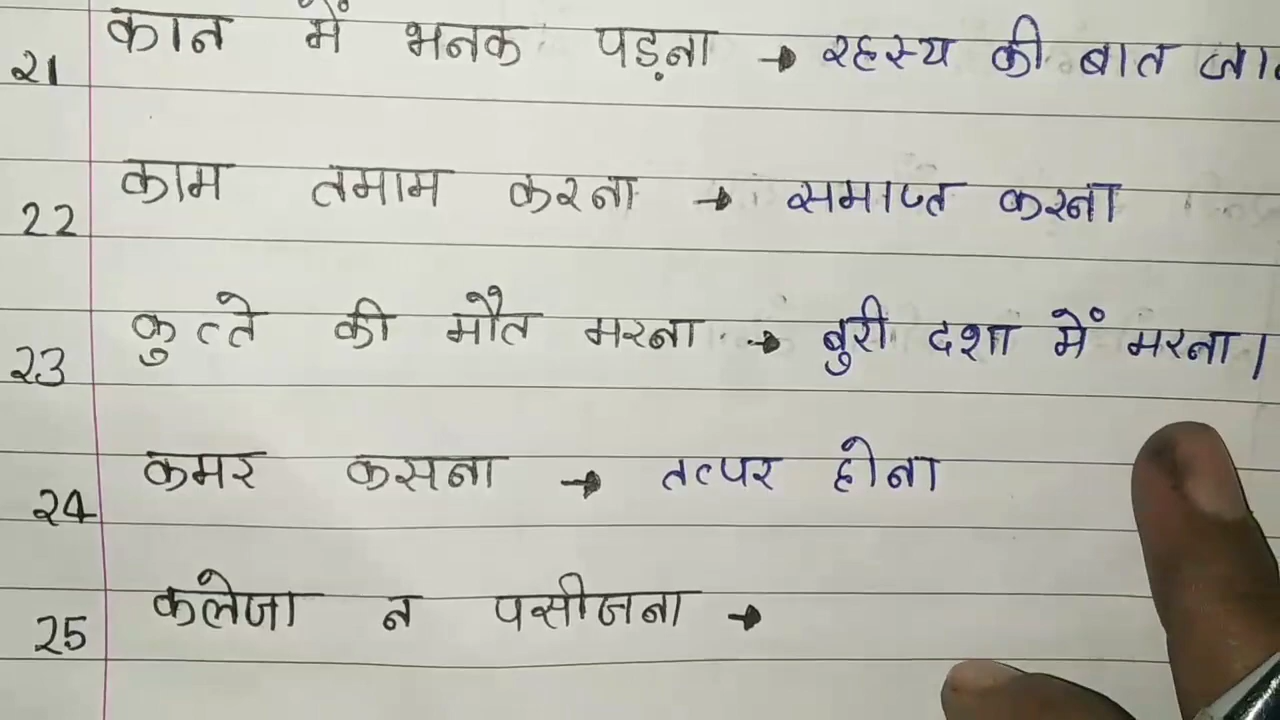 21 कान में भनक पड़ना → रहस्य की बात
22 काम तमाम करना → समाप्त करना
23 कुत्ते की मौत मरना → बुरी दशा में मरना।
24 कमर कसना → तत्पर होना
25 कलेजा न पसीजना →